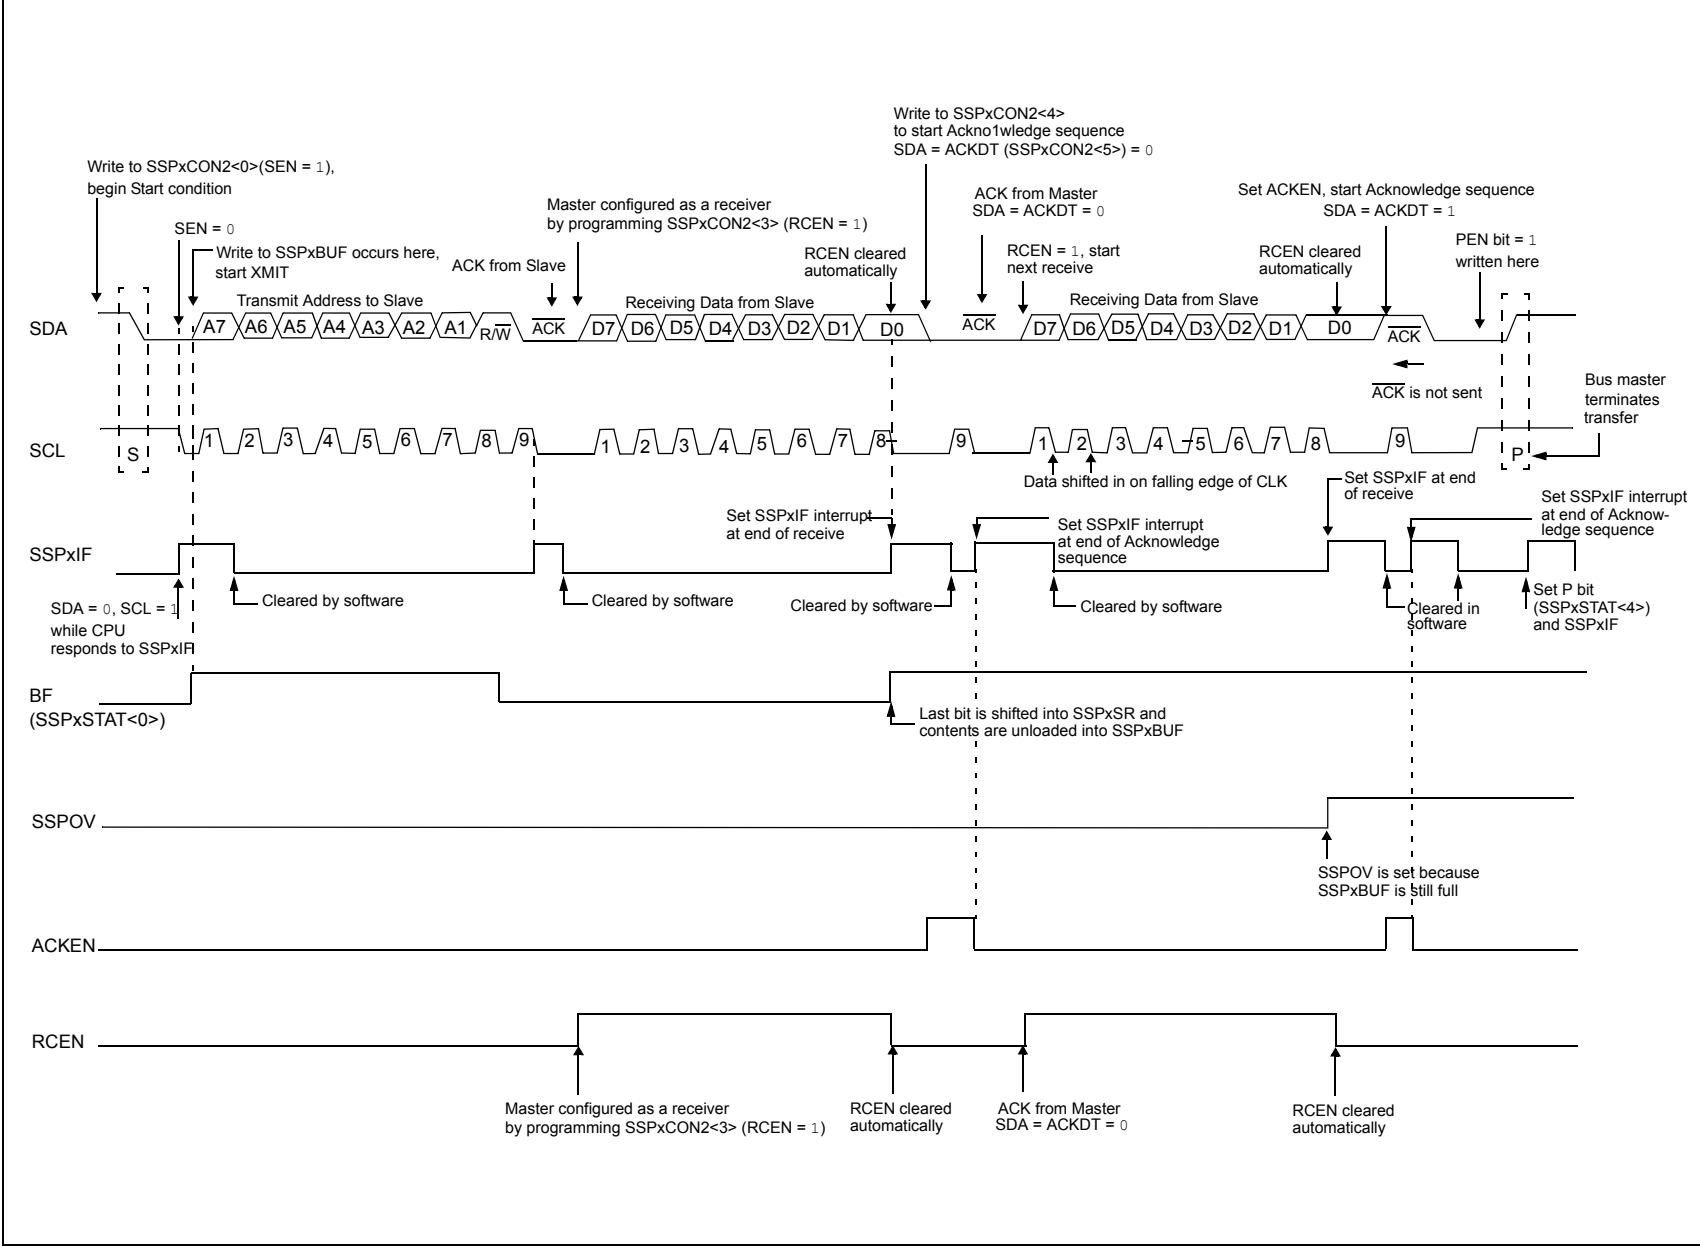 Write to SSPxCON2<4>
to start Ackno1wledge sequence
SDA = ACKDT (SSPxCON2<5>) = 0
Write to SSPxCON2<0>(SEN = 1),
begin Start condition
Master configured as a receiver
by programming SSPxCON2<3> (RCEN = 1)
ACK from Master
SDA = ACKDT = 0
Set ACKEN, start Acknowledge sequence
SDA = ACKDT = 1
SEN = 0
Write to SSPxBUF occurs here,
start XMIT
ACK from Slave
RCEN cleared
automatically
RCEN = 1, start
next receive
RCEN cleared
automatically
PEN bit = 1
written here
Transmit Address to Slave
Receiving Data from Slave
Receiving Data from Slave
SDA
A7 A6 A5 A4 A3 A2 A1 R/W ACK D7 D6 D5 D4 D3 D2 D1 D0 ACK D7 D6 D5 D4 D3 D2 D1 D0 ACK
ACK is not sent
Bus master
terminates
transfer
SCL
S 1 2 3 4 5 6 7 8 9 1 2 3 4 5 6 7 8 9 1 2 3 4 5 6 7 8 9 P
Data shifted in on falling edge of CLK
Set SSPxIF at end
of receive
Set SSPxIF interrupt
at end of receive
Set SSPxIF interrupt
at end of Acknowledge
sequence
Set SSPxIF interrupt
at end of Acknow-
ledge sequence
SSPxIF
SDA = 0, SCL = 1
while CPU
responds to SSPxIF
Cleared by software
Cleared by software
Cleared by software
Cleared by software
Cleared in
software
Set P bit
(SSPxSTAT<4>)
and SSPxIF
BF
(SSPxSTAT<0>)
Last bit is shifted into SSPxSR and
contents are unloaded into SSPxBUF
SSPOV
SSPOV is set because
SSPxBUF is still full
ACKEN
RCEN
Master configured as a receiver
by programming SSPxCON2<3> (RCEN = 1)
RCEN cleared
automatically
ACK from Master
SDA = ACKDT = 0
RCEN cleared
automatically